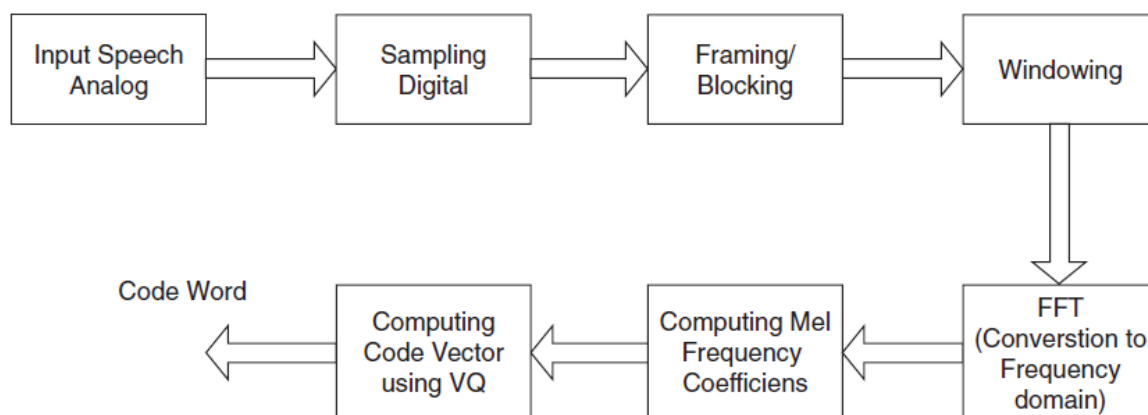 Input Speech
Analog
Sampling
Digital
Framing/
Blocking
Windowing
FFT
(Converstion to
Frequency
domain)
Computing Mel
Frequency
Coefficiens
Computing
Code Vector
using VQ
Code Word